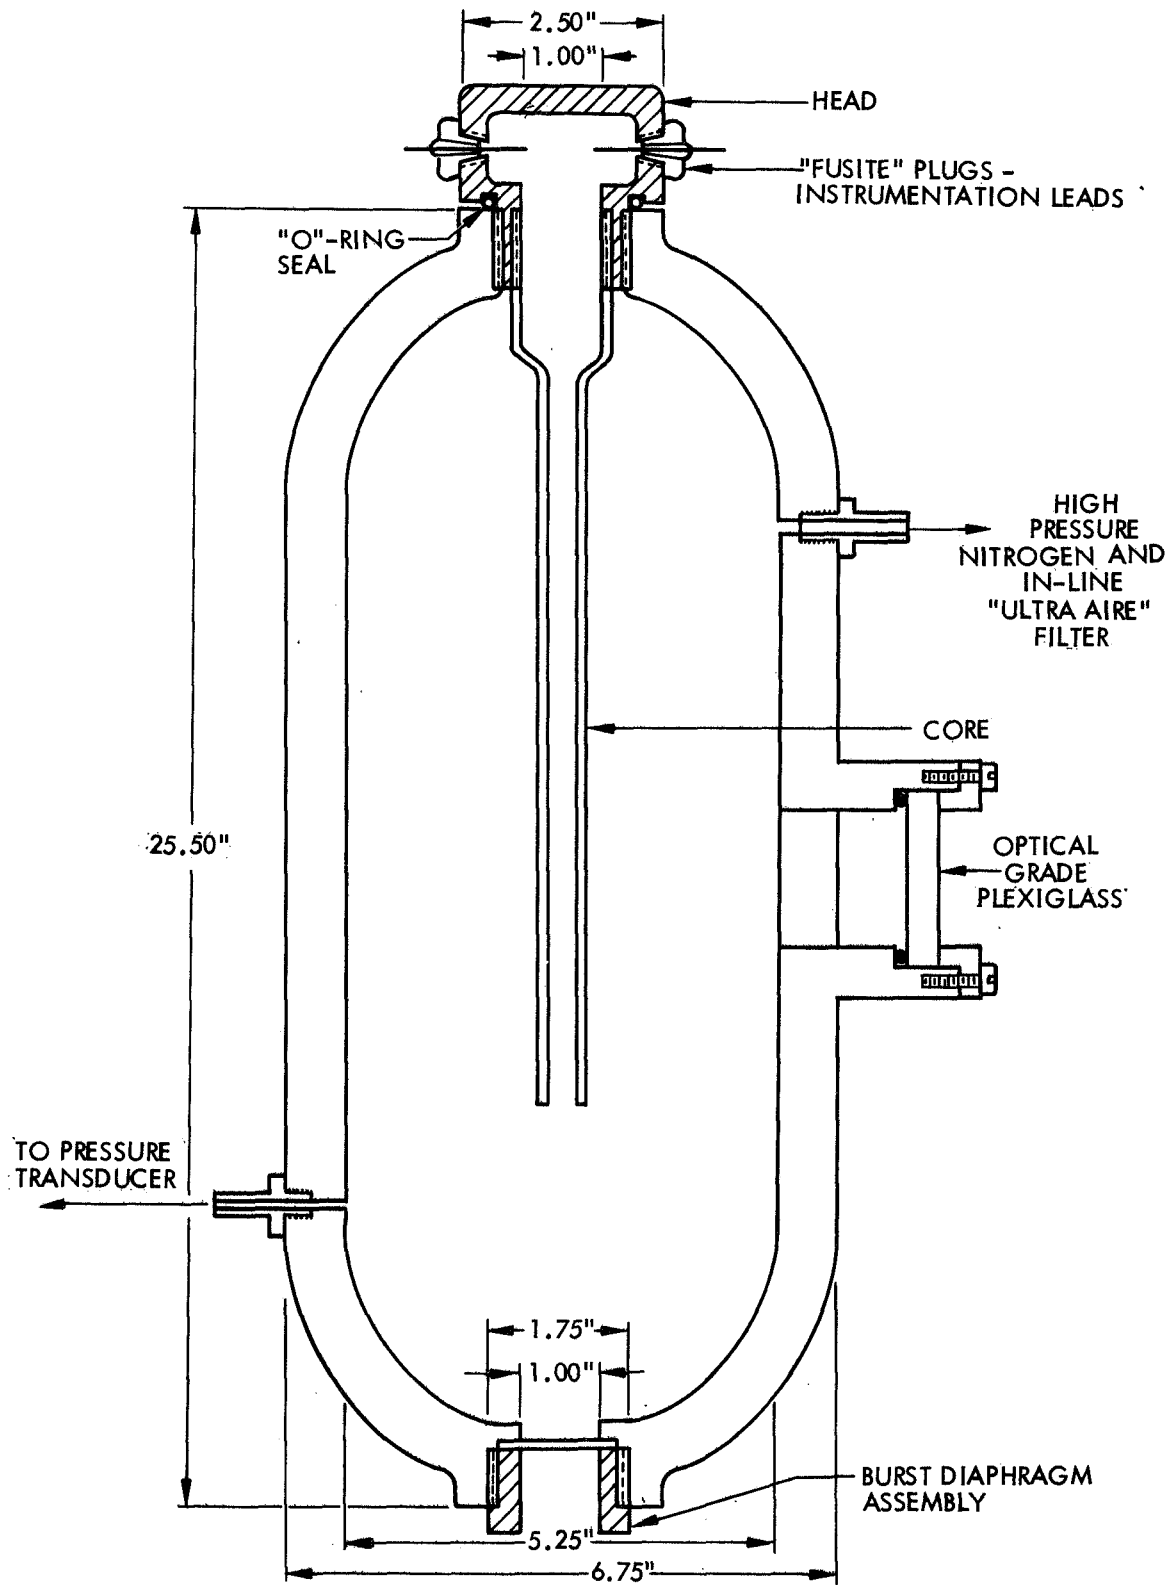 2.50"
1.00"
HEAD
"FUSITE" PLUGS -
INSTRUMENTATION LEADS
"O"-RING
SEAL
HIGH
PRESSURE
NITROGEN AND
IN-LINE
"ULTRA AIRE"
FILTER
CORE
25.50"
OPTICAL
GRADE
PLEXIGLASS
TO PRESSURE
TRANSDUCER
1.75"
1.00"
BURST DIAPHRAGM
ASSEMBLY
5.25"
6.75"